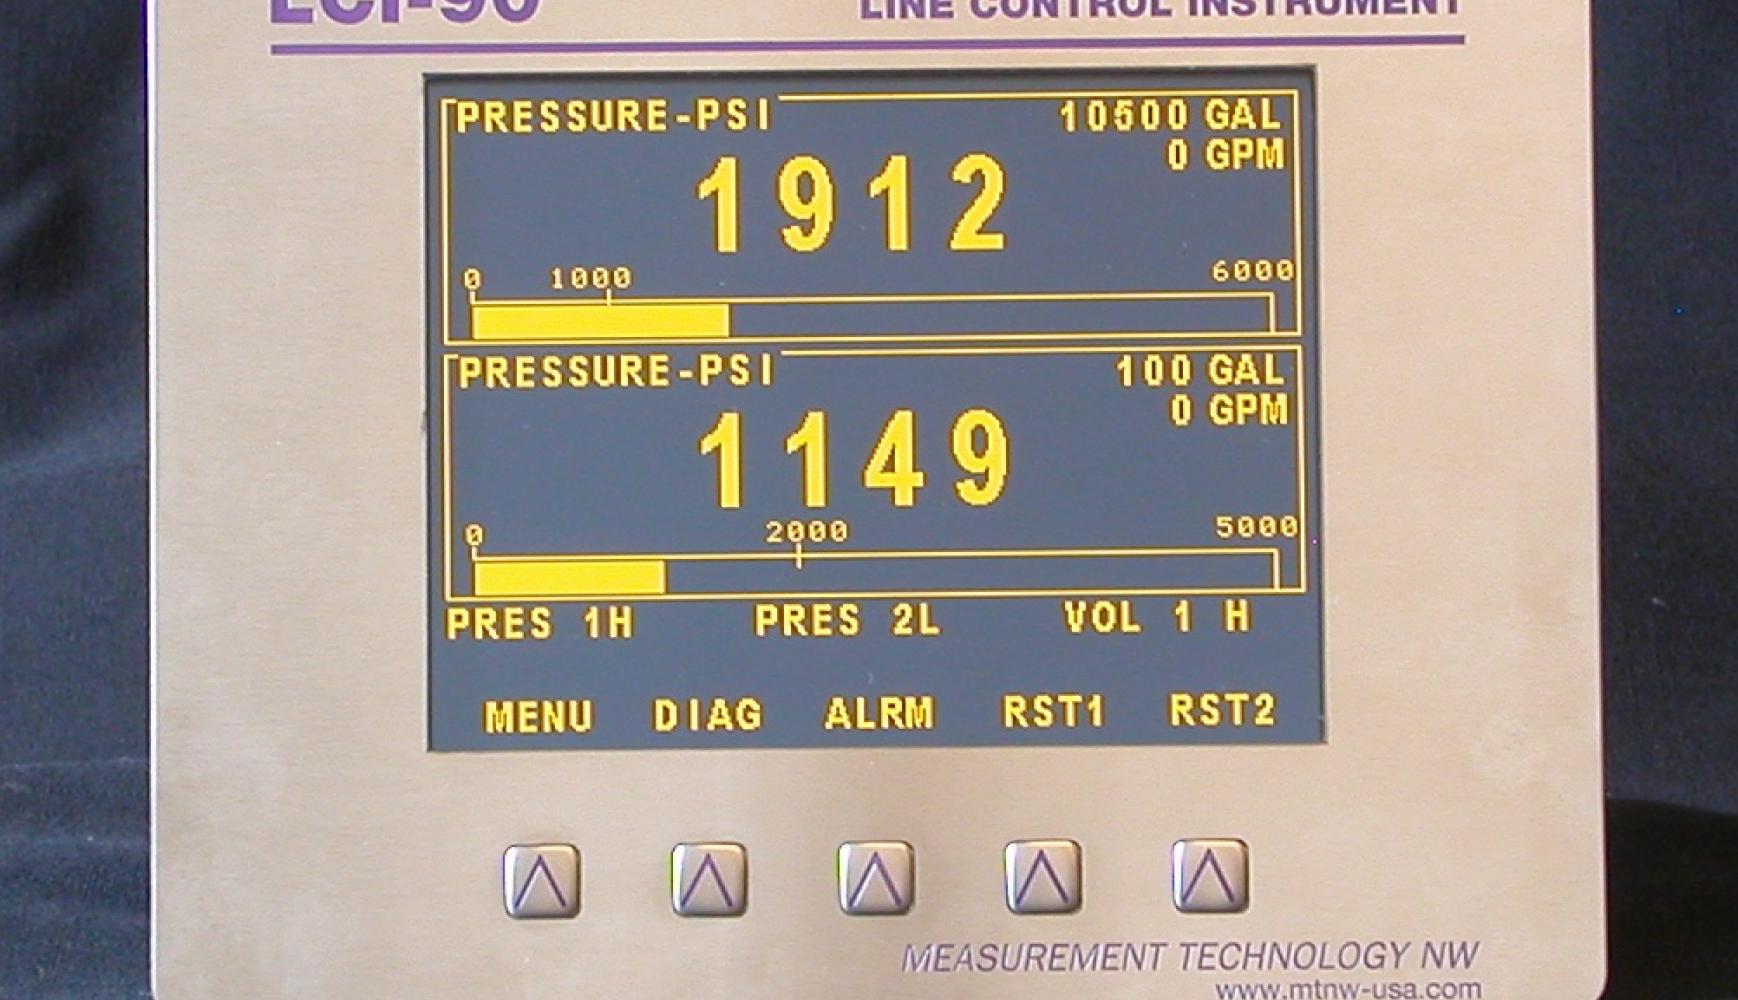 LCI-90
LINE CONTROL INSTRUMENT
PRESSURE-PSI 10500 GAL
0 GPM
1912
0 1000 6000
PRESSURE-PSI 100 GAL
0 GPM
1149
0 2000 5000
PRES 1H PRES 2L VOL 1 H
MENU DIAG ALRM RST1 RST2
MEASUREMENT TECHNOLOGY NW
www.mtnw-usa.com